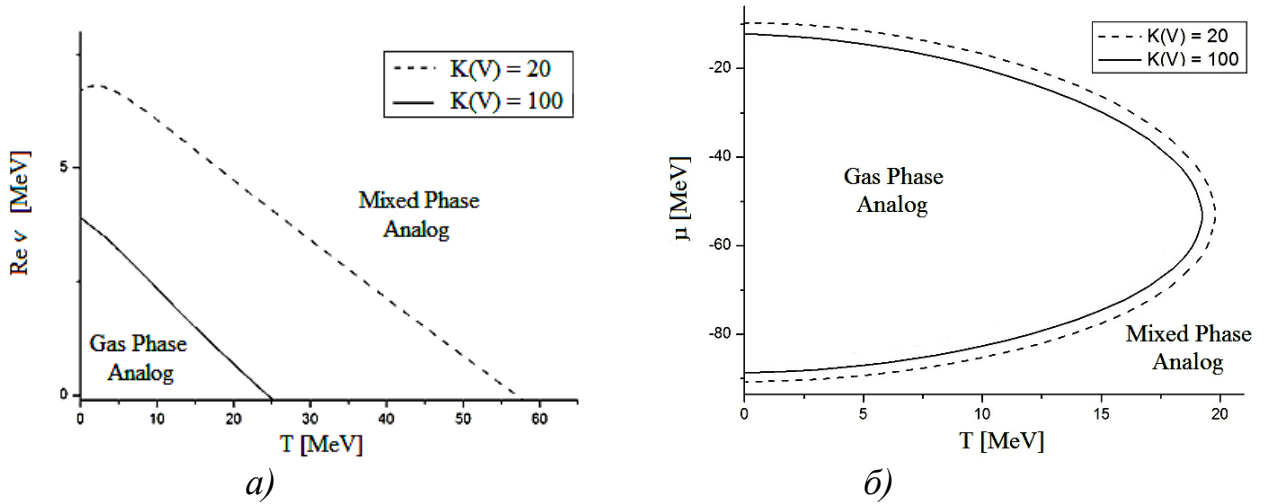 K(V) = 20
K(V) = 100
5
0
Re ν [MeV]
Mixed Phase
Analog
Gas Phase
Analog
0 10 20 30 40 50 60
T [MeV]
а)
K(V) = 20
K(V) = 100
-20
-40
-60
-80
μ [MeV]
Gas Phase
Analog
Mixed Phase
Analog
0 5 10 15 20
T [MeV]
б)